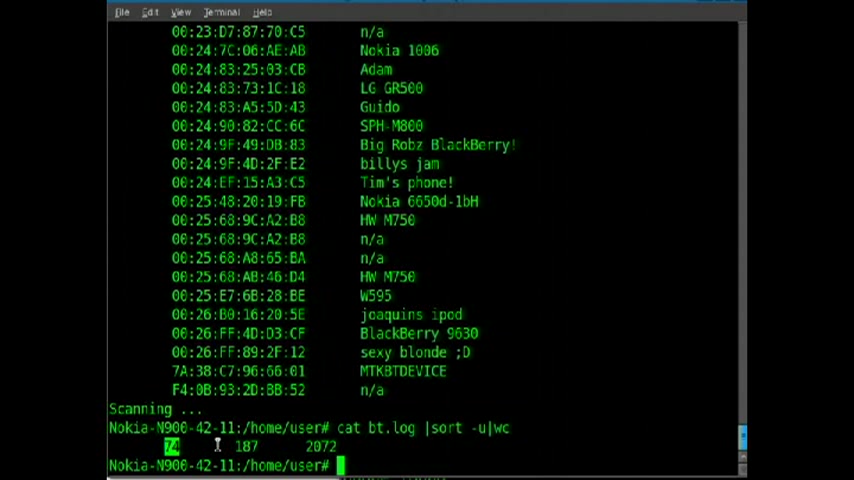 File Edit View Terminal Help
00:23:D7:87:70:C5 n/a
00:24:7C:06:AE:AB Nokia 1006
00:24:83:25:03:CB Adam
00:24:83:73:1C:18 LG GR500
00:24:83:A5:5D:43 Guido
00:24:90:82:CC:6C SPH-M800
00:24:9F:49:DB:83 Big Robz BlackBerry!
00:24:9F:4D:2F:E2 billys jam
00:24:EF:15:A3:C5 Tim's phone!
00:25:48:20:19:FB Nokia 6650d-1bH
00:25:68:9C:A2:B8 HW M750
00:25:68:9C:A2:B8 n/a
00:25:68:A8:65:BA n/a
00:25:68:AB:46:D4 HW M750
00:25:E7:6B:28:BE W595
00:26:B0:16:20:5E joaquins ipod
00:26:FF:4D:D3:CF BlackBerry 9630
00:26:FF:89:2F:12 sexy blonde ;D
7A:38:C7:96:66:01 MTKBTDEVICE
F4:0B:93:2D:BB:52 n/a
Scanning ...
Nokia-N900-42-11:/home/user# cat bt.log |sort -u|wc
74 187 2072
Nokia-N900-42-11:/home/user#